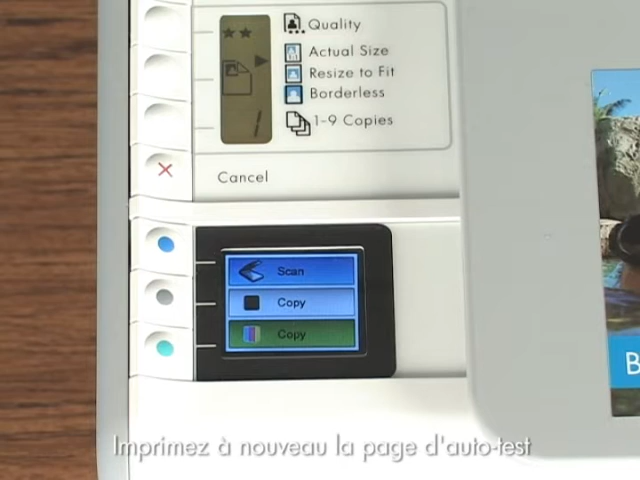 Quality
Actual Size
Resize to Fit
Borderless
1-9 Copies
1
Cancel
Scan
Copy
Copy
B
Imprimez à nouveau la page d'auto-test